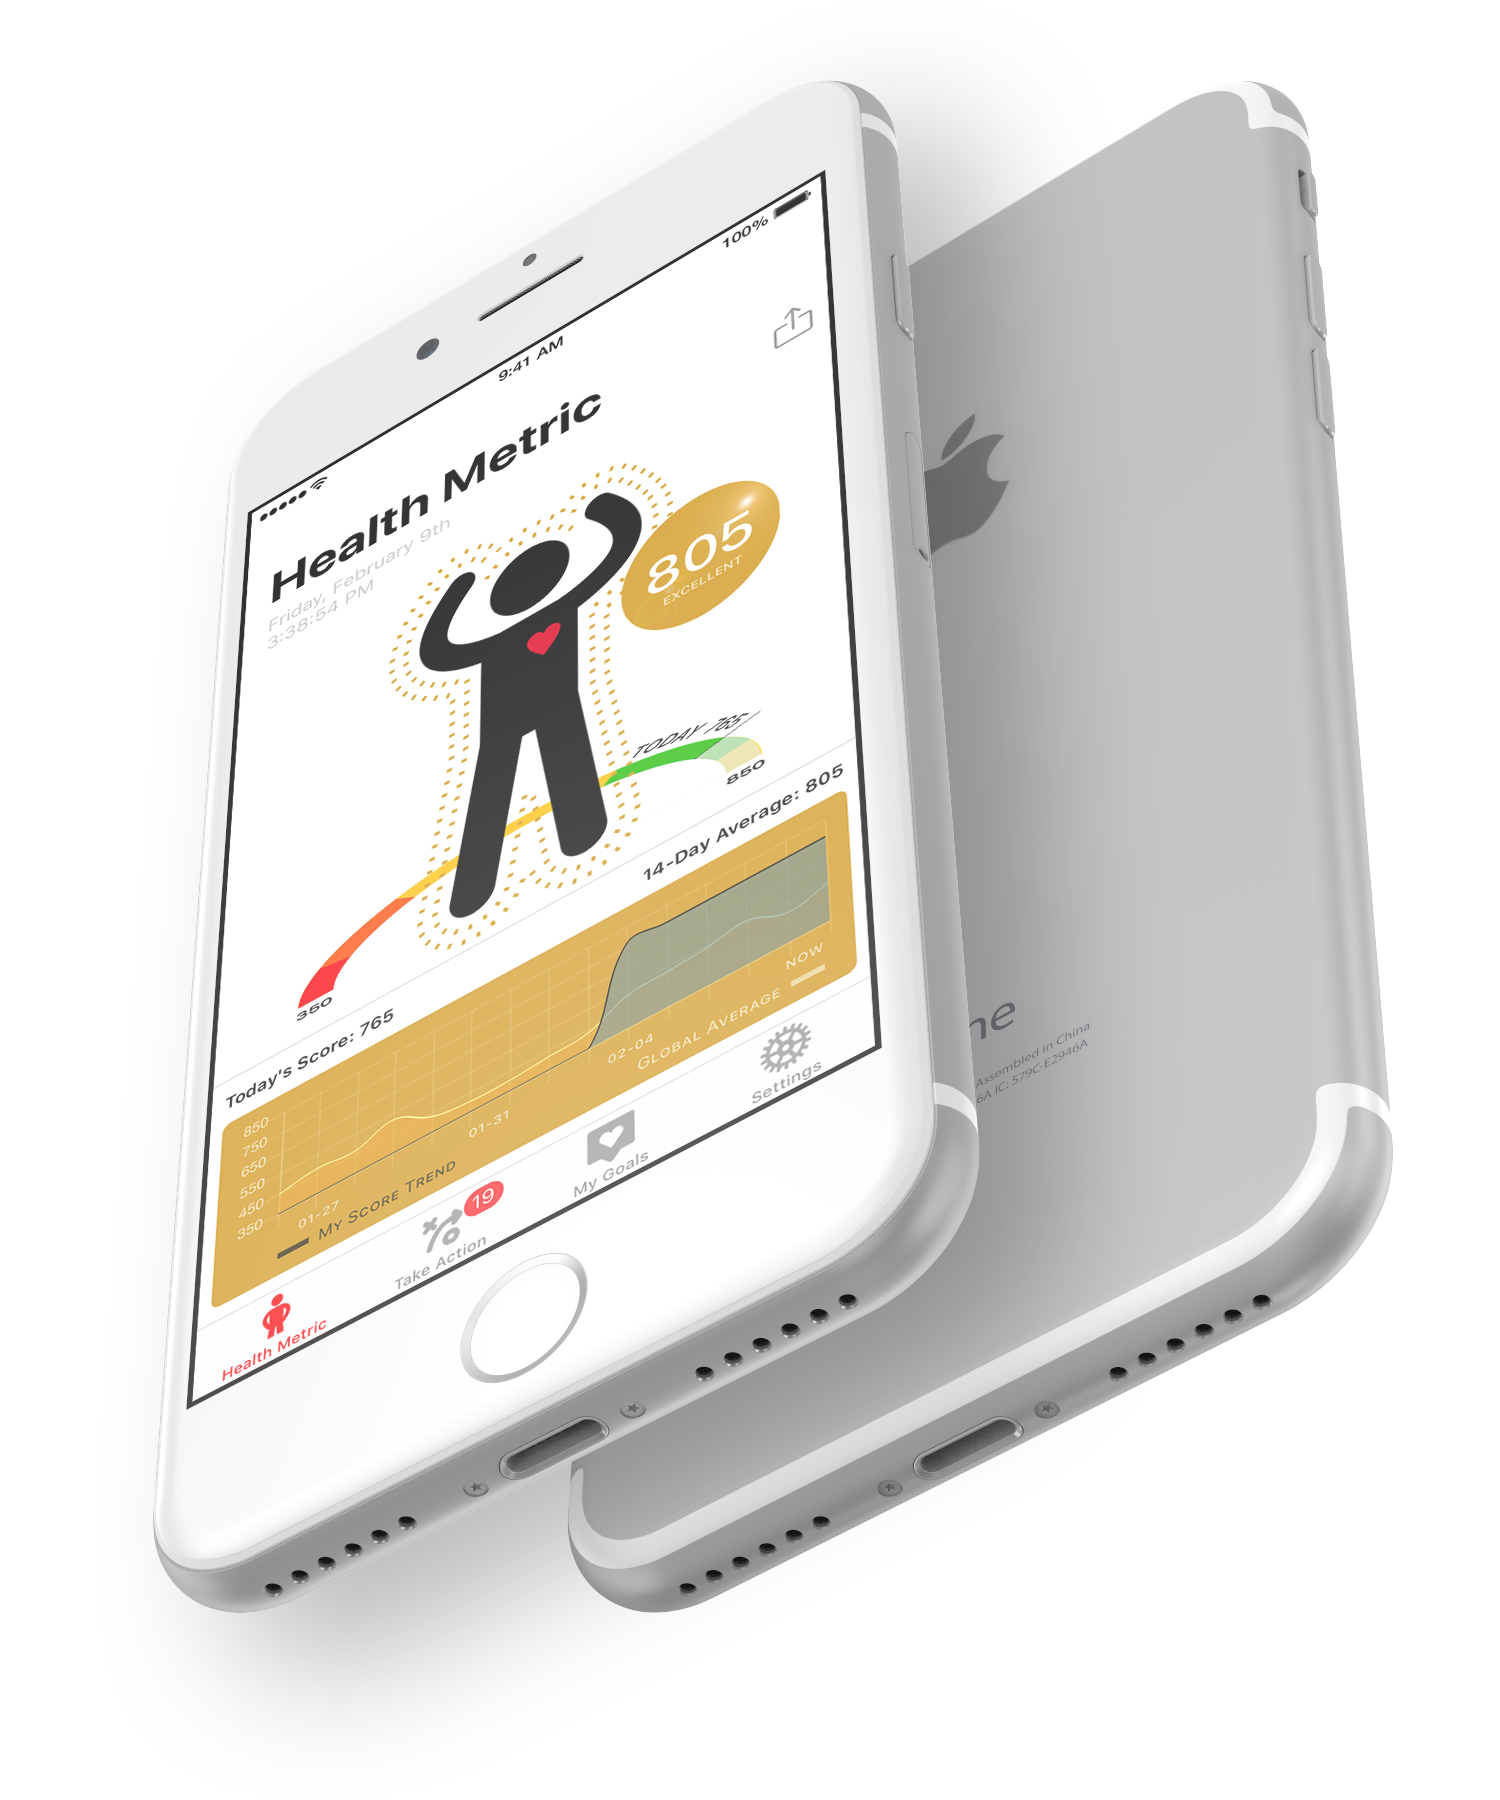 9:41 AM
100%
Health Metric
Friday, February 9th
3:38:54 PM
805
EXCELLENT
TODAY 765
350
850
Today's Score: 765
14-Day Average: 805
850
750
650
550
450
350
01-27
01-31
02-04
NOW
MY SCORE TREND
GLOBAL AVERAGE
Health Metric
Take Action
19
My Goals
Settings
ne
Assembled in China
6A IC: 579C-E2946A